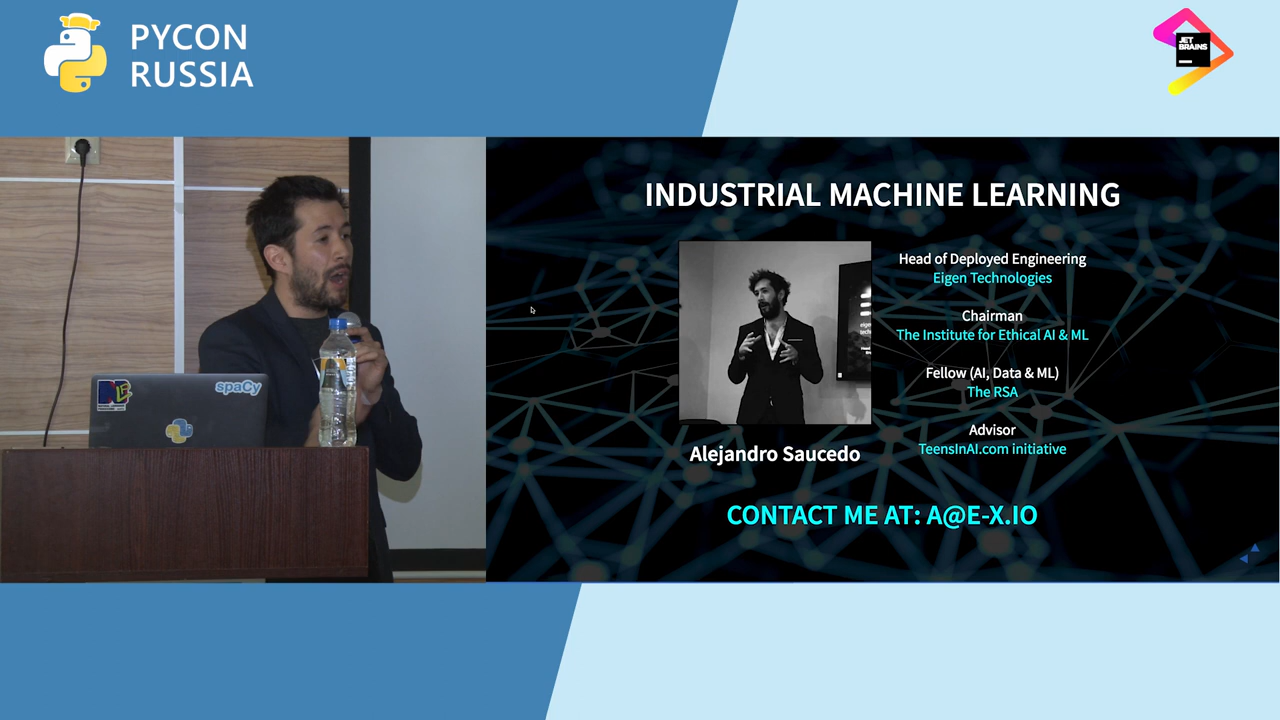 PYCON
RUSSIA
JET
BRAINS
spaCy
INDUSTRIAL MACHINE LEARNING
Head of Deployed Engineering
Eigen Technologies
Chairman
The Institute for Ethical AI & ML
Fellow (AI, Data & ML)
The RSA
Advisor
TeensInAI.com initiative
Alejandro Saucedo
CONTACT ME AT: A@E-X.IO